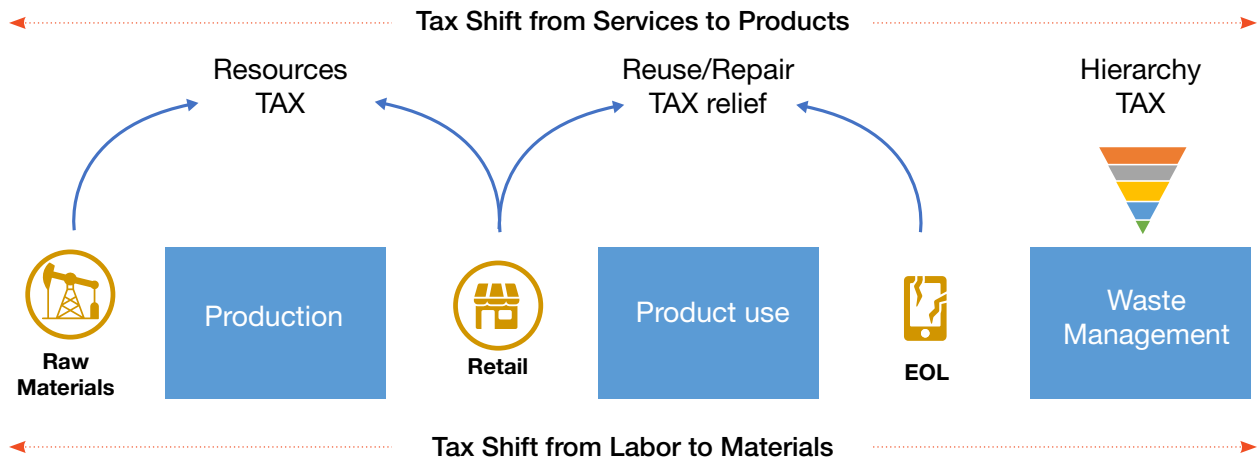 Tax Shift from Services to Products
Resources
TAX
Reuse/Repair
TAX relief
Hierarchy
TAX
Raw
Materials
Production
Retail
Product use
EOL
Waste
Management
Tax Shift from Labor to Materials